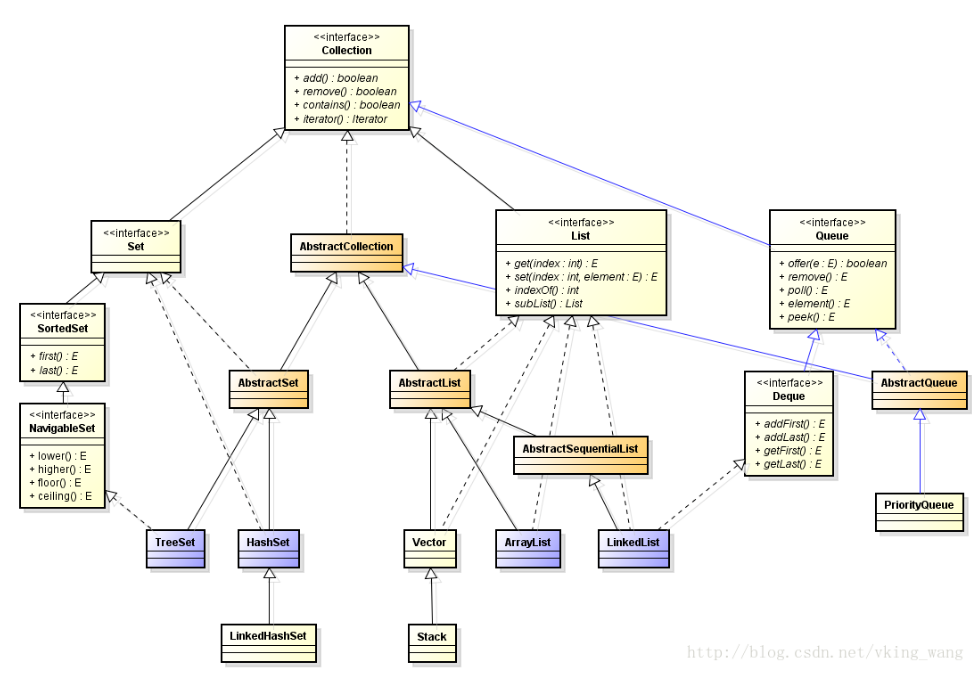 <<interface>>
Collection
+ add() : boolean
+ remove() : boolean
+ contains() : boolean
+ iterator() : Iterator
<<interface>>
Set
AbstractCollection
<<interface>>
List
+ get(index : int) : E
+ set(index : int, element : E) : E
+ indexOf() : int
+ subList() : List
<<interface>>
Queue
+ offer(e : E) : boolean
+ remove() : E
+ poll() : E
+ element() : E
+ peek() : E
<<interface>>
SortedSet
+ first() : E
+ last() : E
AbstractSet
AbstractList
<<interface>>
Deque
+ addFirst() : E
+ addLast() : E
+ getFirst() : E
+ getLast() : E
AbstractQueue
<<interface>>
NavigableSet
+ lower() : E
+ higher() : E
+ floor() : E
+ ceiling() : E
AbstractSequentialList
PriorityQueue
TreeSet
HashSet
Vector
ArrayList
LinkedList
LinkedHashSet
Stack
http://blog.csdn.net/vking_wang